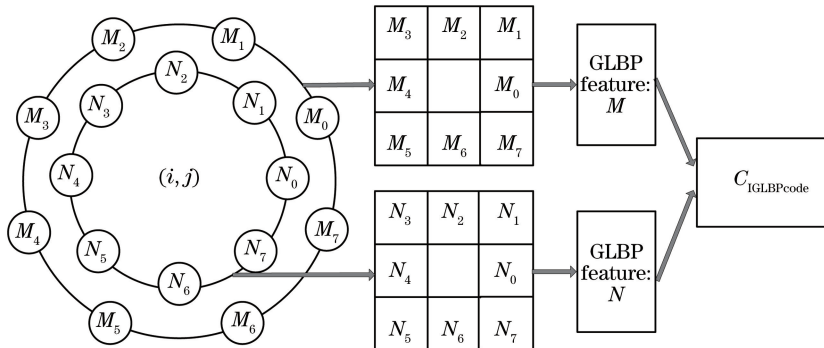 M₂
M₁
N₂
M₃
N₃
N₁
M₀
N₄
(i, j)
N₀
M₄
N₅
N₇
M₇
N₆
M₅
M₆
M₃ M₂ M₁
M₄ M₀
M₅ M₆ M₇
N₃ N₂ N₁
N₄ N₀
N₅ N₆ N₇
GLBP
feature:
M
GLBP
feature:
N
C_IGLBPcode